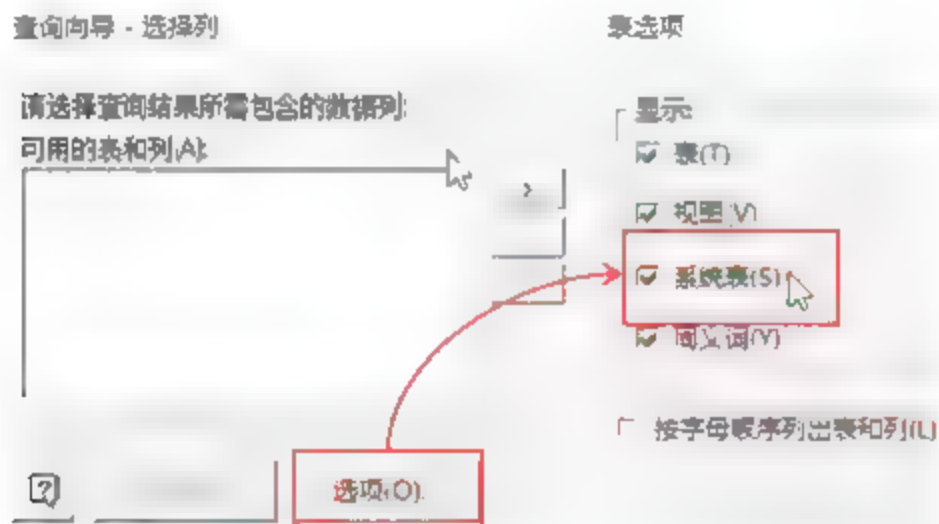 查询向导 - 选择列
请选择查询结果所需包含的数据列:
可用的表和列(A):
>
?
选项(O)
表选项
显示:
表(T)
视图(V)
系统表(S)
同义词(Y)
按字母顺序列出表和列(L)